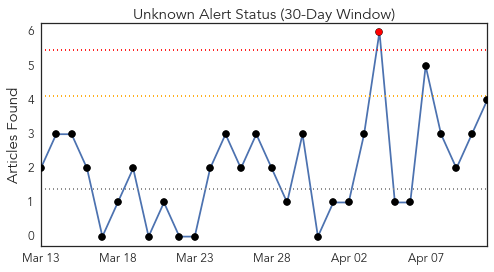 Unknown Alert Status (30-Day Window)
Articles Found
6
5
4
3
2
1
0
Mar 13 Mar 18 Mar 23 Mar 28 Apr 02 Apr 07